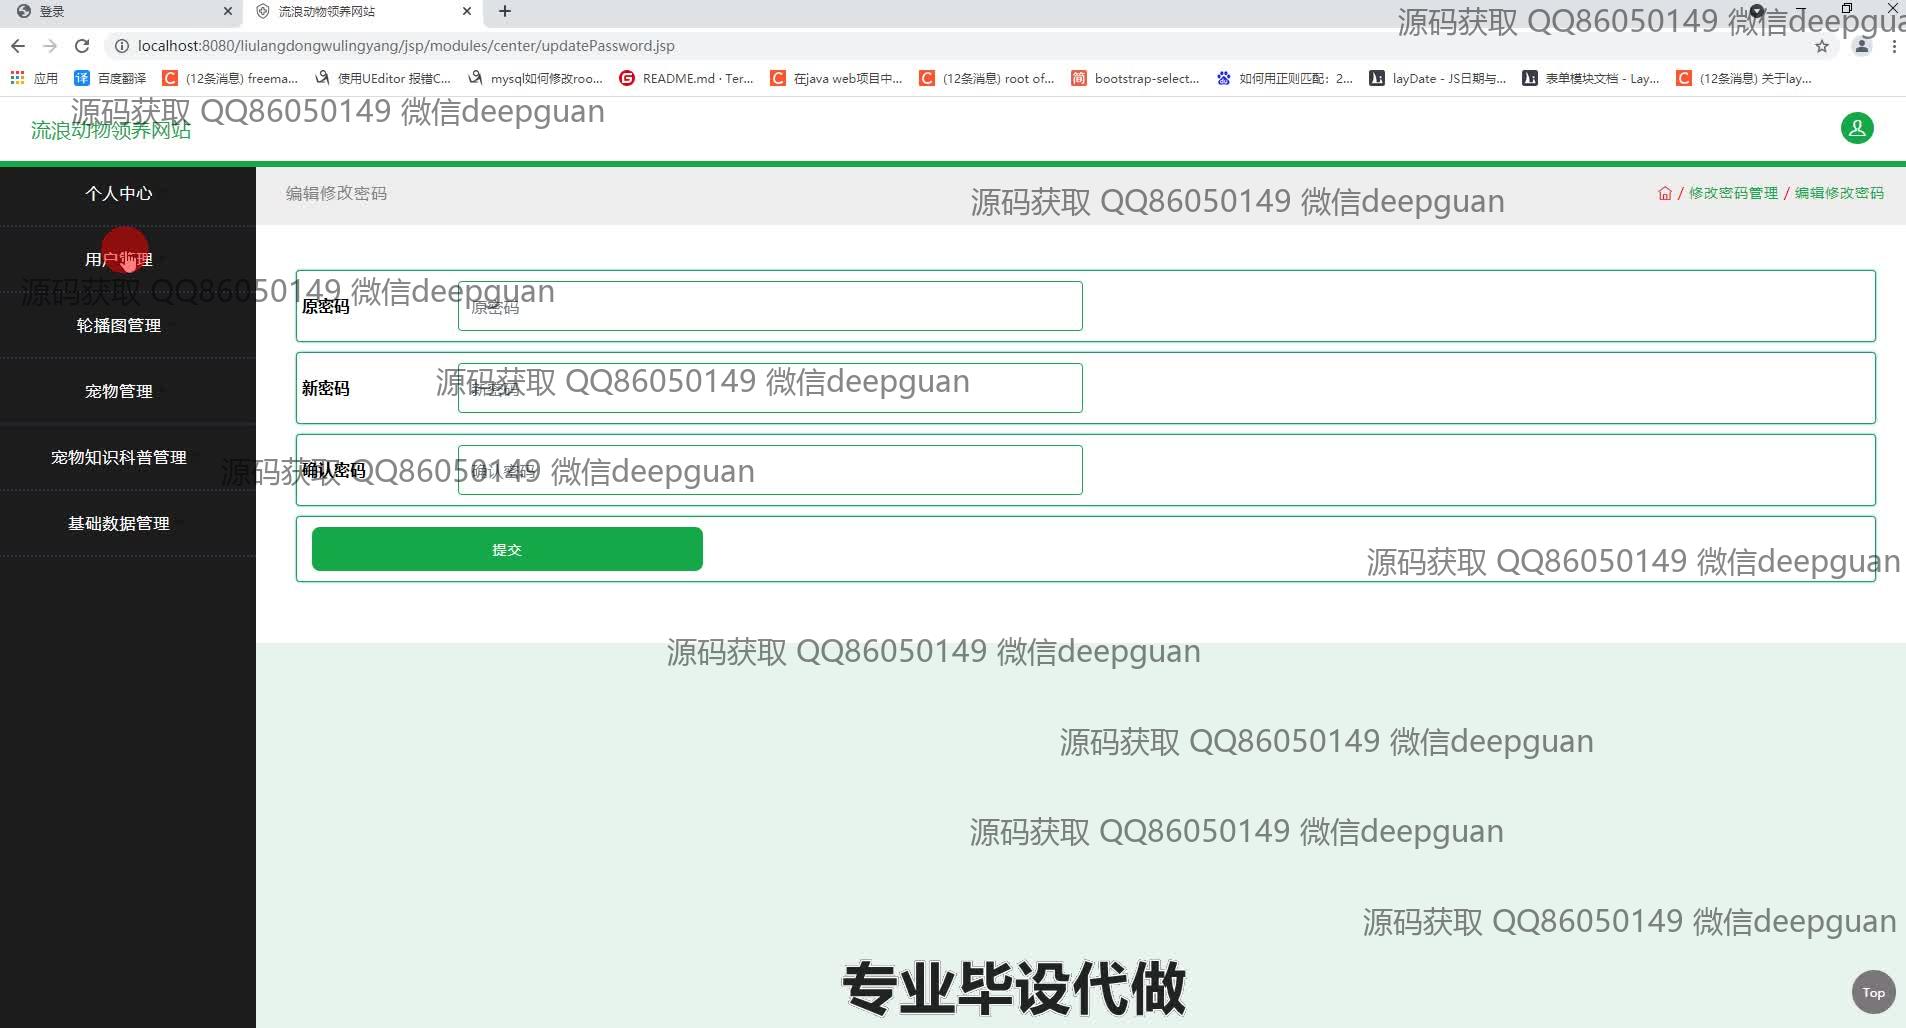 登录
流浪动物领养网站
源码获取 QQ86050149 微信deepgua
localhost:8080/liulangdongwulingyang/jsp/modules/center/updatePassword.jsp
应用 百度翻译 (12条消息) freema... 使用UEditor 报错C... mysql如何修改roo... README.md · Ter... 在java web项目中... (12条消息) root of... bootstrap-select... 如何用正则匹配：2... layDate - JS日期与... 表单模块文档 - Lay... (12条消息) 关于lay...
源码获取 QQ86050149 微信deepguan
流浪动物领养网站
个人中心
编辑修改密码
源码获取 QQ86050149 微信deepguan
/ 修改密码管理 / 编辑修改密码
用户管理
源码获取 QQ86050149 微信deepguan
原密码
原密码
轮播图管理
宠物管理
新密码
新密码
源码获取 QQ86050149 微信deepguan
宠物知识科普管理
确认密码
确认密码
源码获取 QQ86050149 微信deepguan
基础数据管理
提交
源码获取 QQ86050149 微信deepguan
源码获取 QQ86050149 微信deepguan
源码获取 QQ86050149 微信deepguan
源码获取 QQ86050149 微信deepguan
源码获取 QQ86050149 微信deepguan
专业毕设代做
Top